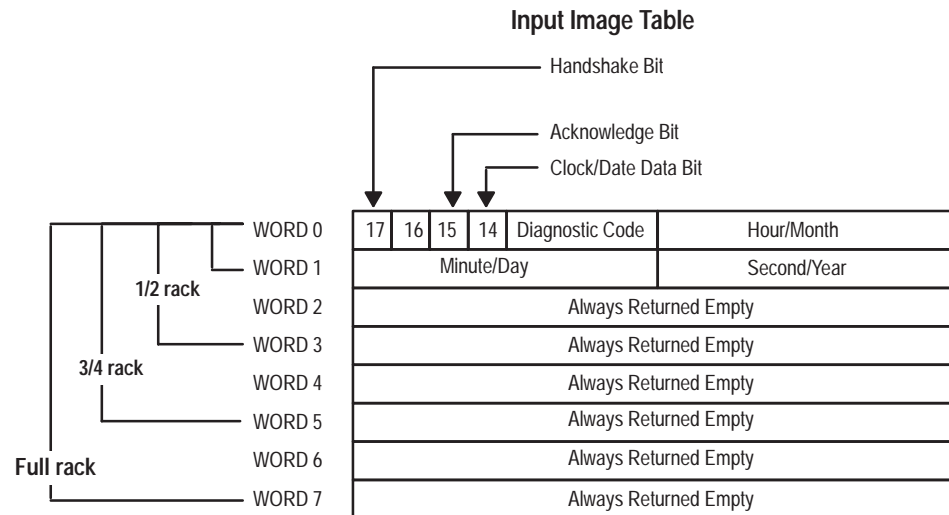 Input Image Table
Handshake Bit
Acknowledge Bit
Clock/Date Data Bit
WORD 0 17 16 15 14 Diagnostic Code Hour/Month
WORD 1 Minute/Day Second/Year
1/2 rack
WORD 2 Always Returned Empty
WORD 3 Always Returned Empty
3/4 rack
WORD 4 Always Returned Empty
WORD 5 Always Returned Empty
WORD 6 Always Returned Empty
Full rack
WORD 7 Always Returned Empty